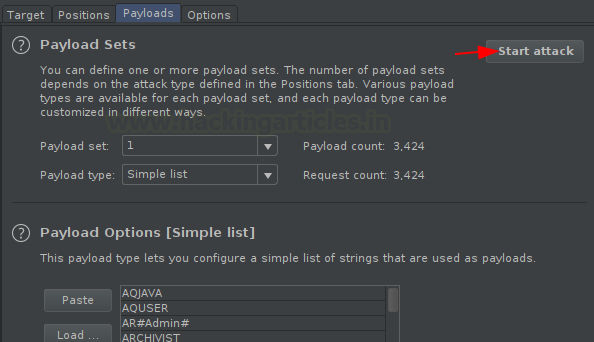 Target Positions Payloads Options
? Payload Sets
Start attack
You can define one or more payload sets. The number of payload sets
depends on the attack type defined in the Positions tab. Various payload
types are available for each payload set, and each payload type can be
customized in different ways.
www.hackingarticles.in
Payload set: 1 Payload count: 3,424
Payload type: Simple list Request count: 3,424
? Payload Options [Simple list]
This payload type lets you configure a simple list of strings that are used as payloads.
Paste
Load ...
AQJAVA
AQUSER
AR#Admin#
ARCHIVIST